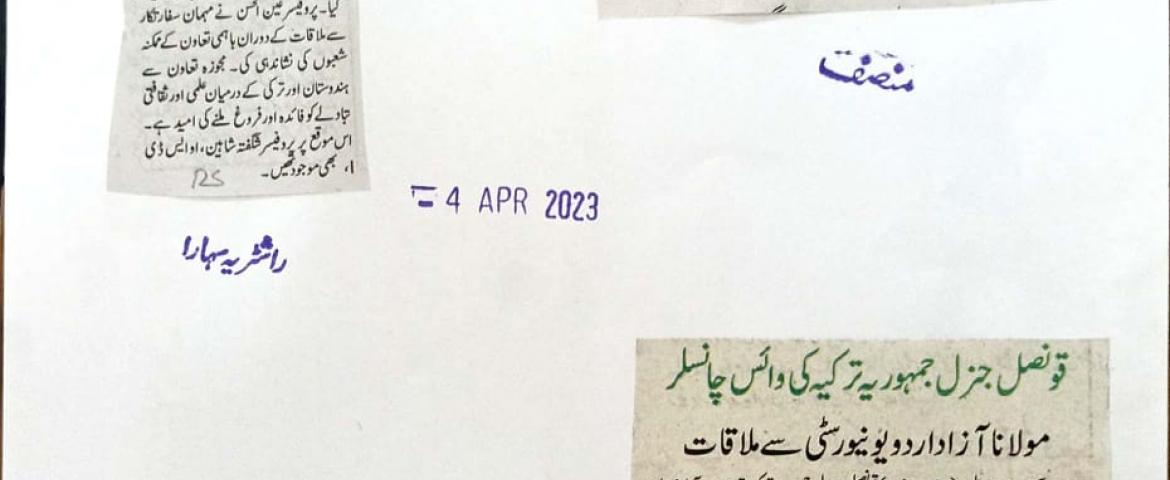 کیا۔ پروفیسر عین الحسن نے مہمان سفارتکار
سے ملاقات کے دوران باہمی تعاون کے ممکنہ
شعبوں کی نشاندہی کی۔ مجوزہ تعاون سے
ہندوستان اور ترکی کے درمیان علمی اور ثقافتی
تبادلے کو فائدہ اور فروغ ملنے کی امید ہے۔
اس موقع پر پروفیسر شگفتہ شاہین، او ایس ڈی
ا، بھی موجود تھیں۔
RS
راشٹریہ سہارا
منصف
= 4 APR 2023
قونصل جنرل جمہوریہ ترکیہ کی وائس چانسلر
مولانا آزاد اردو یونیورسٹی سے ملاقات